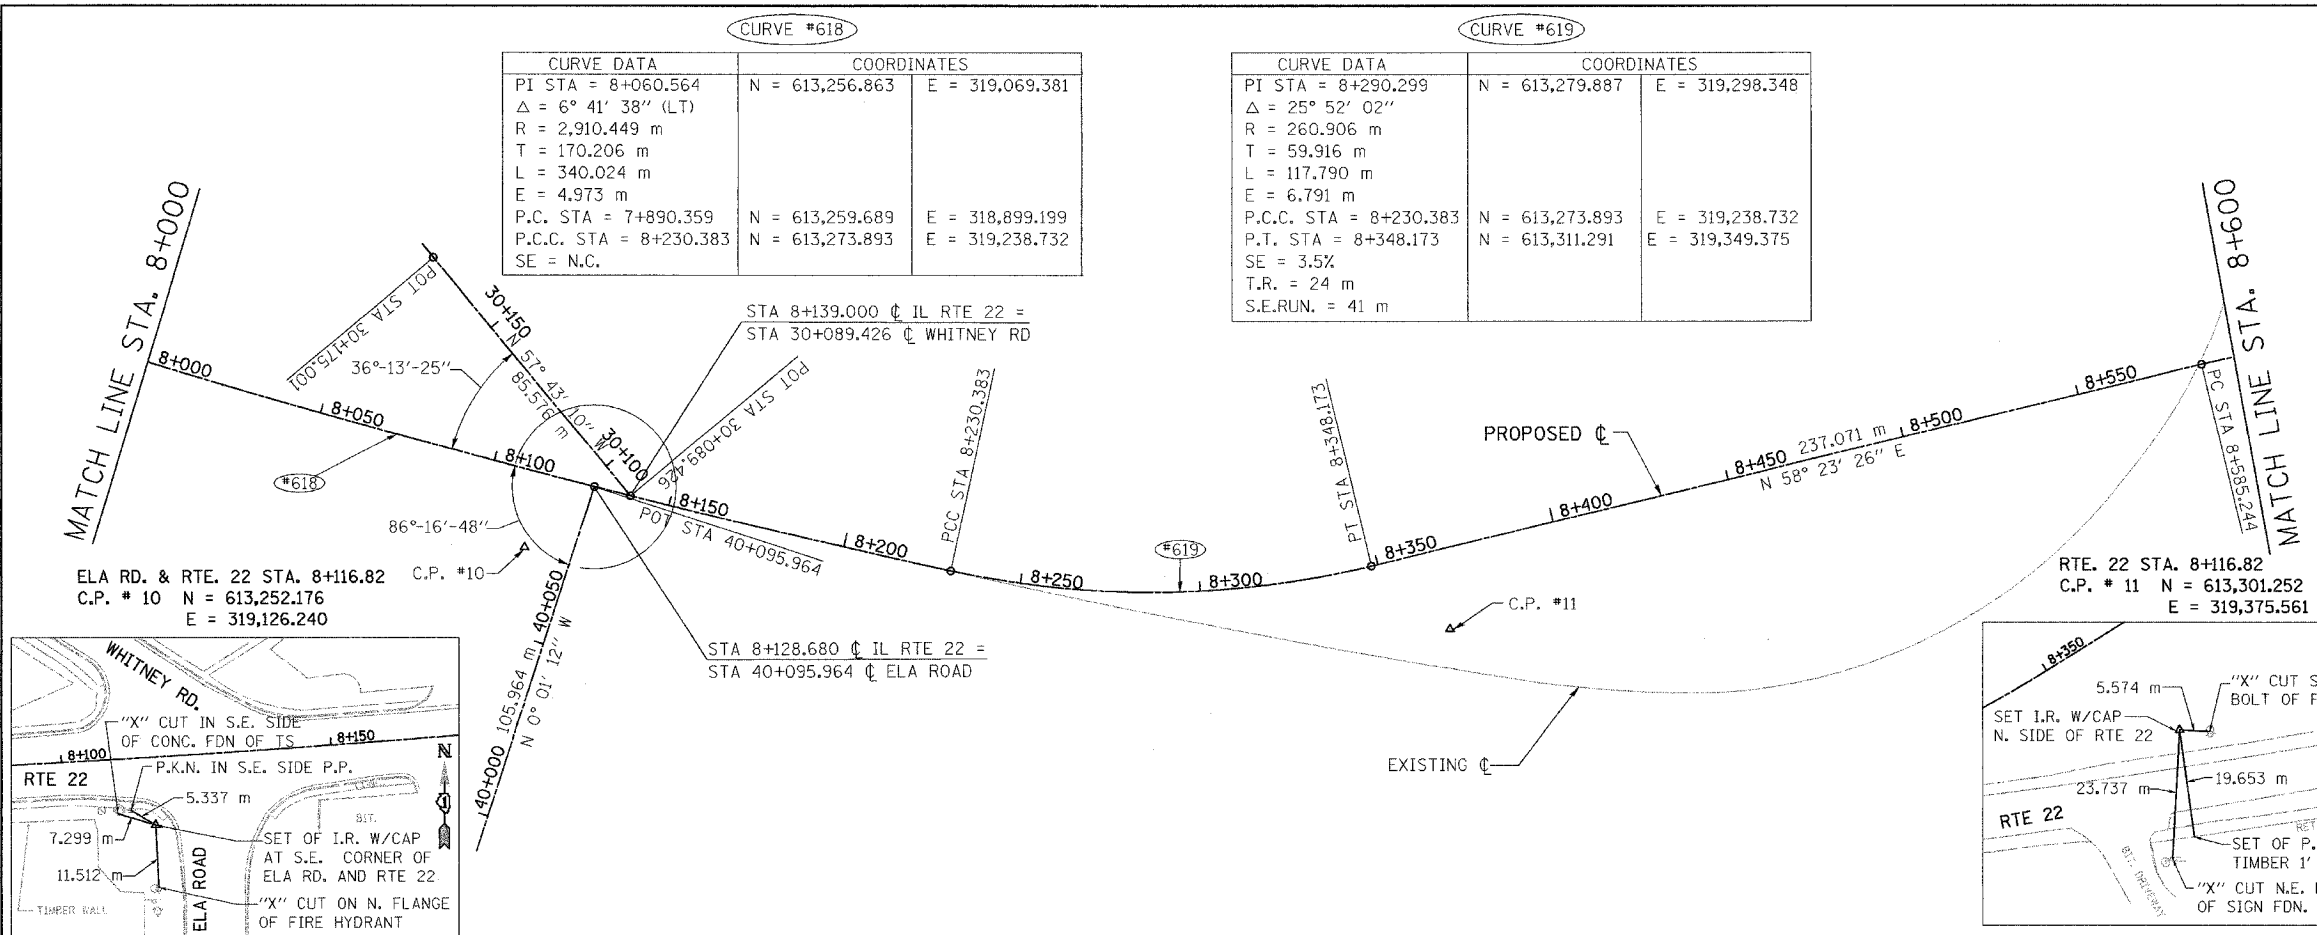 CURVE #618
CURVE DATA COORDINATES
PI STA = 8+060.564 N = 613,256.863 E = 319,069.381
Δ = 6° 41' 38" (LT)
R = 2,910.449 m
T = 170.206 m
L = 340.024 m
E = 4.973 m
P.C. STA = 7+890.359 N = 613,259.689 E = 318,899.199
P.C.C. STA = 8+230.383 N = 613,273.893 E = 319,238.732
SE = N.C.
CURVE #619
CURVE DATA COORDINATES
PI STA = 8+290.299 N = 613,279.887 E = 319,298.348
Δ = 25° 52' 02"
R = 260.906 m
T = 59.916 m
L = 117.790 m
E = 6.791 m
P.C.C. STA = 8+230.383 N = 613,273.893 E = 319,238.732
P.T. STA = 8+348.173 N = 613,311.291 E = 319,349.375
SE = 3.5%
T.R. = 24 m
S.E.RUN. = 41 m
MATCH LINE STA. 8+000
8+000
8+050
8+100
8+150
8+200
8+250
8+300
8+350
8+400
8+450
8+500
8+550
MATCH LINE STA. 8+600
POT STA 30+175.001
30+150
N 57° 43' 10" W
85.576 m
30+100
36°-13'-25"
STA 8+139.000 ℄ IL RTE 22 =
STA 30+089.426 ℄ WHITNEY RD
POT STA 30+089.426
#618
86°-16'-48"
C.P. #10
POT STA 40+095.964
PCC STA 8+230.383
#619
PT STA 8+348.173
PROPOSED ℄
237.071 m
N 58° 23' 26" E
PC STA 8+585.244
C.P. #11
EXISTING ℄
ELA RD. & RTE. 22 STA. 8+116.82
C.P. # 10 N = 613,252.176
E = 319,126.240
40+050
105.964 m
N 0° 01' 12" W
40+000
STA 8+128.680 ℄ IL RTE 22 =
STA 40+095.964 ℄ ELA ROAD
RTE. 22 STA. 8+116.82
C.P. # 11 N = 613,301.252
E = 319,375.561
WHITNEY RD.
"X" CUT IN S.E. SIDE
OF CONC. FDN OF TS
8+100
8+150
N
RTE 22
P.K.N. IN S.E. SIDE P.P.
5.337 m
BIT.
7.299 m
SET OF I.R. W/CAP
AT S.E. CORNER OF
ELA RD. AND RTE 22
11.512 m
ELA ROAD
TIMBER WALL
"X" CUT ON N. FLANGE
OF FIRE HYDRANT
8+350
5.574 m
"X" CUT S
BOLT OF F
SET I.R. W/CAP
N. SIDE OF RTE 22
19.653 m
23.737 m
RTE 22
RET
SET OF P.
TIMBER 1'
BIT. DRIVEWAY
"X" CUT N.E.
OF SIGN FDN.